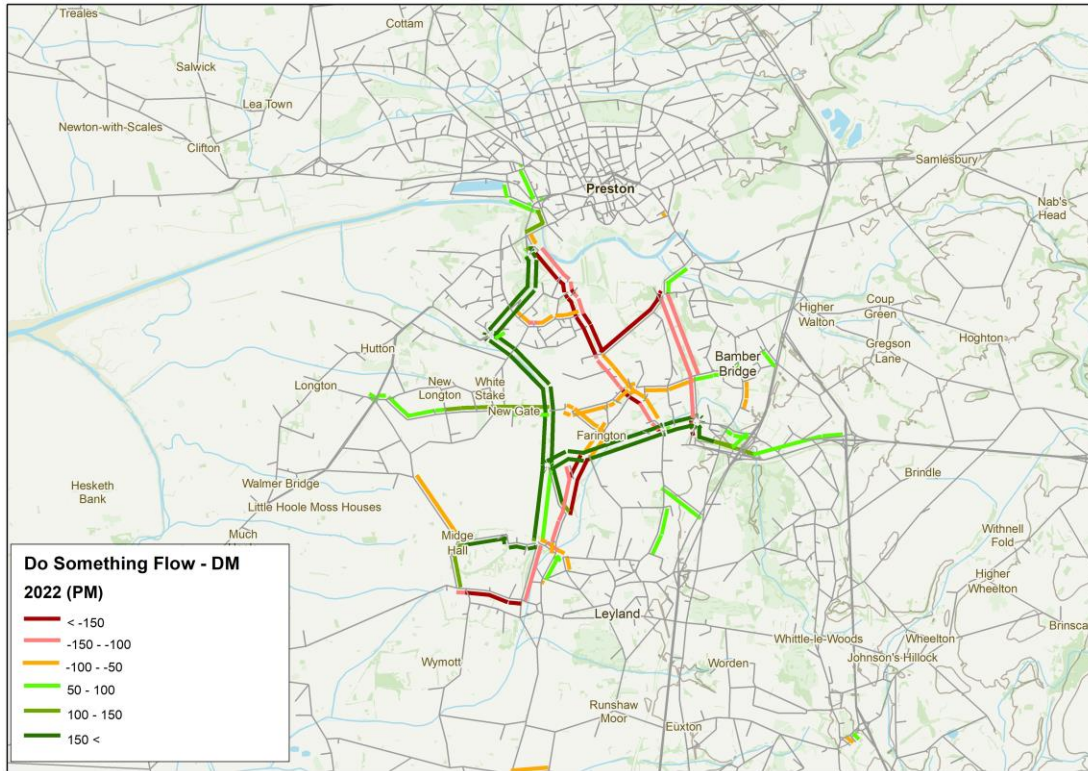 Treales
Cottam
Salwick
Lea Town
Newton-with-Scales
Clifton
Samlesbury
Preston
Nab's
Head
Higher
Walton
Coup
Green
Gregson
Lane
Hoghton
Hutton
Bamber
Bridge
Longton
New
Longton
White
Stake
New Gate
Farington
Hesketh
Bank
Walmer Bridge
Little Hoole Moss Houses
Brindle
Much
Midge
Hall
Withnell
Fold
Higher
Wheelton
Leyland
Whittle-le-Woods
Wheelton
Brinsca
Johnson's Hillock
Wymott
Worden
Runshaw
Moor
Euxton
Do Something Flow - DM
2022 (PM)
< -150
-150 - -100
-100 - -50
50 - 100
100 - 150
150 <